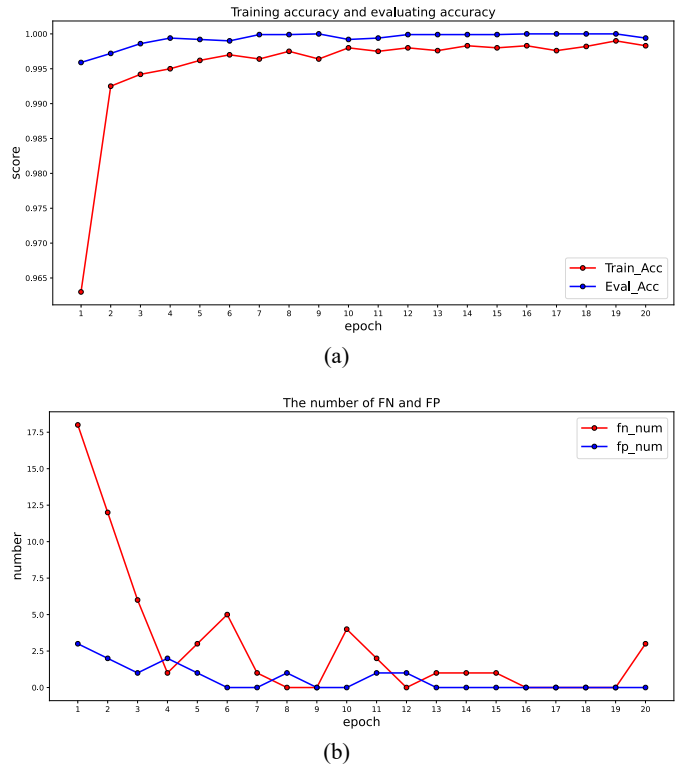 Training accuracy and evaluating accuracy
1.000
0.995
0.990
0.985
0.980
0.975
0.970
0.965
score
Train_Acc
Eval_Acc
1 2 3 4 5 6 7 8 9 10 11 12 13 14 15 16 17 18 19 20
epoch
(a)
The number of FN and FP
17.5
15.0
12.5
10.0
7.5
5.0
2.5
0.0
number
fn_num
fp_num
1 2 3 4 5 6 7 8 9 10 11 12 13 14 15 16 17 18 19 20
epoch
(b)